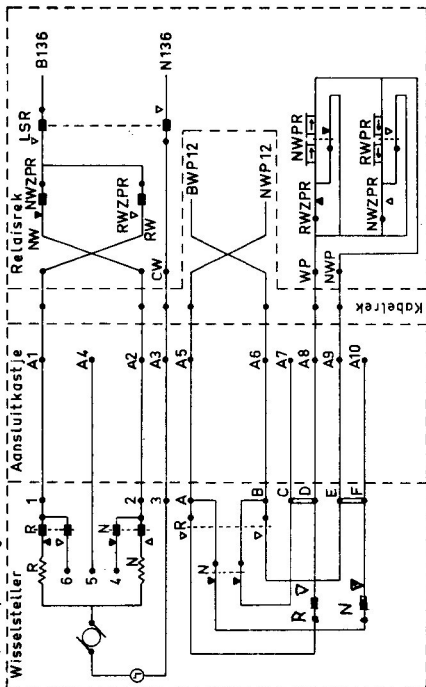 Wisselsteller
Aansluitkastje
Relaisrek
Kabelrek
B136
N136
LSR
NWZPR
NW
RWZPR
RW
CW
R
R
6
5
4
N
N
1
2
3
A1
A4
A2
A3
A5
A6
A7
A8
A9
A10
R
N
A
B
C
D
E
F
R
N
BWP12
NWP12
WP
NWP
RWZPR
NWPR
NWZPR
RWPR